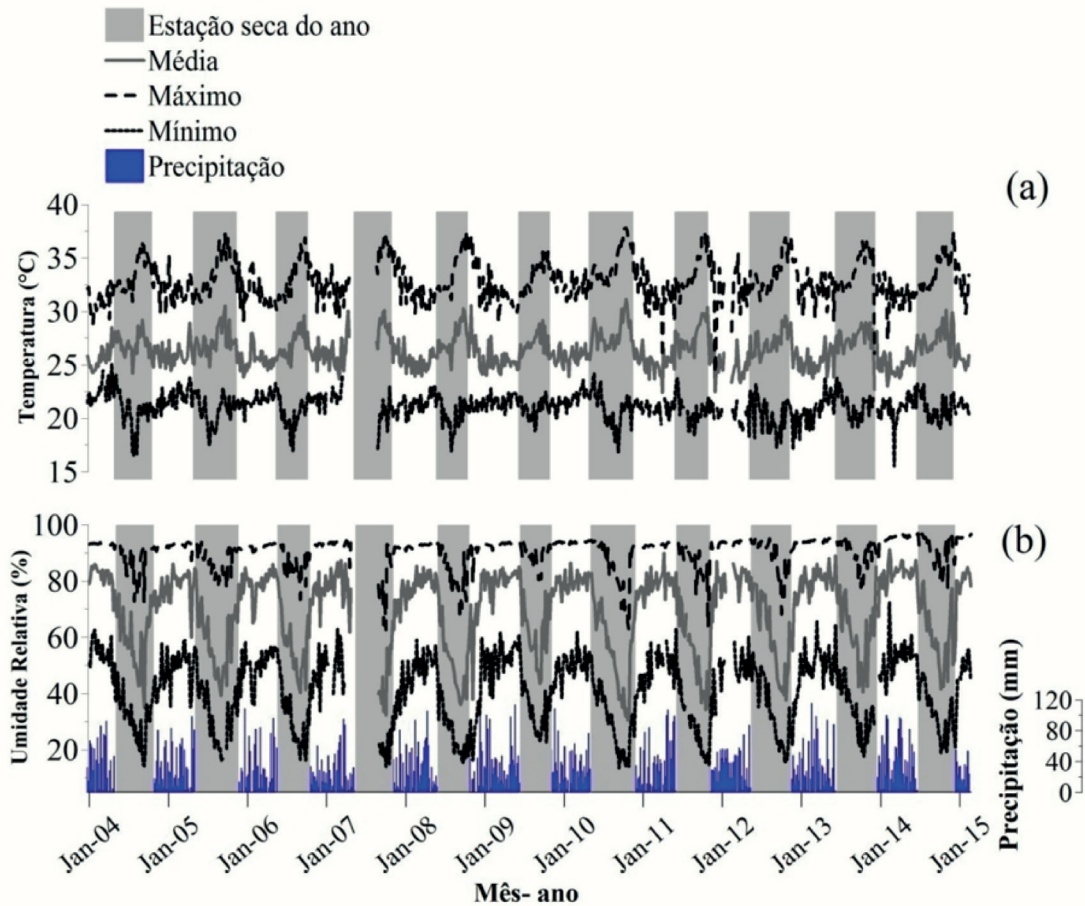 Estação seca do ano
Média
Máximo
Mínimo
Precipitação
(a)
40
35
30
25
20
15
Temperatura (°C)
(b)
100
80
60
40
20
Umidade Relativa (%)
120
80
40
0
Precipitação (mm)
Jan-04
Jan-05
Jan-06
Jan-07
Jan-08
Jan-09
Jan-10
Jan-11
Jan-12
Jan-13
Jan-14
Jan-15
Mês- ano